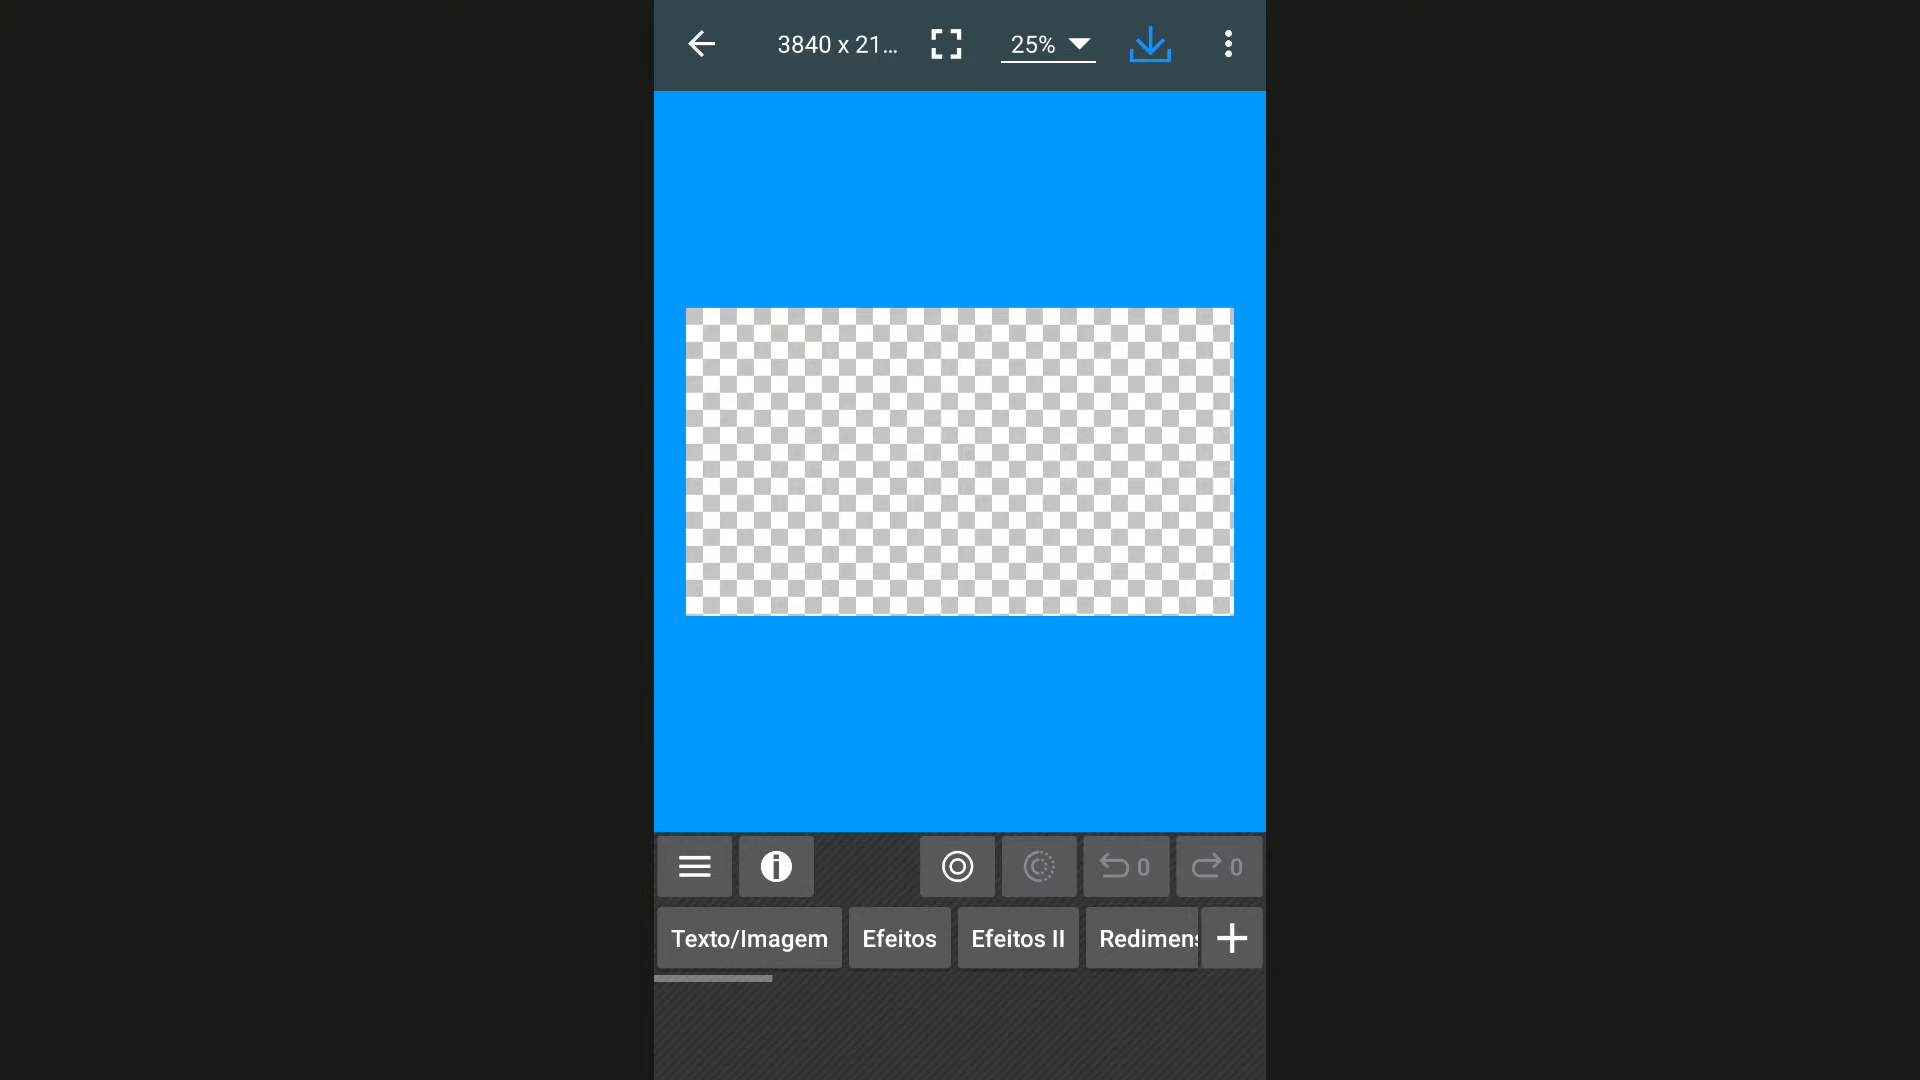 3840 x 21...
25%
0
0
Texto/Imagem
Efeitos
Efeitos II
Redimens